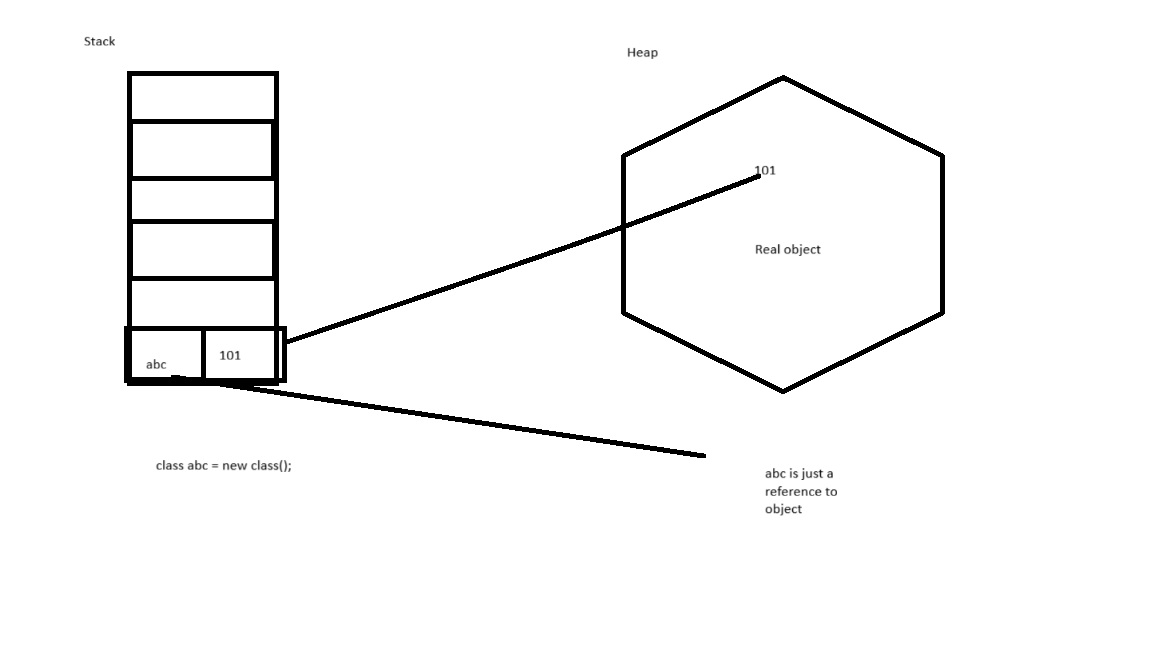 Stack
Heap
101
Real object
abc
101
class abc = new class();
abc is just a
reference to
object